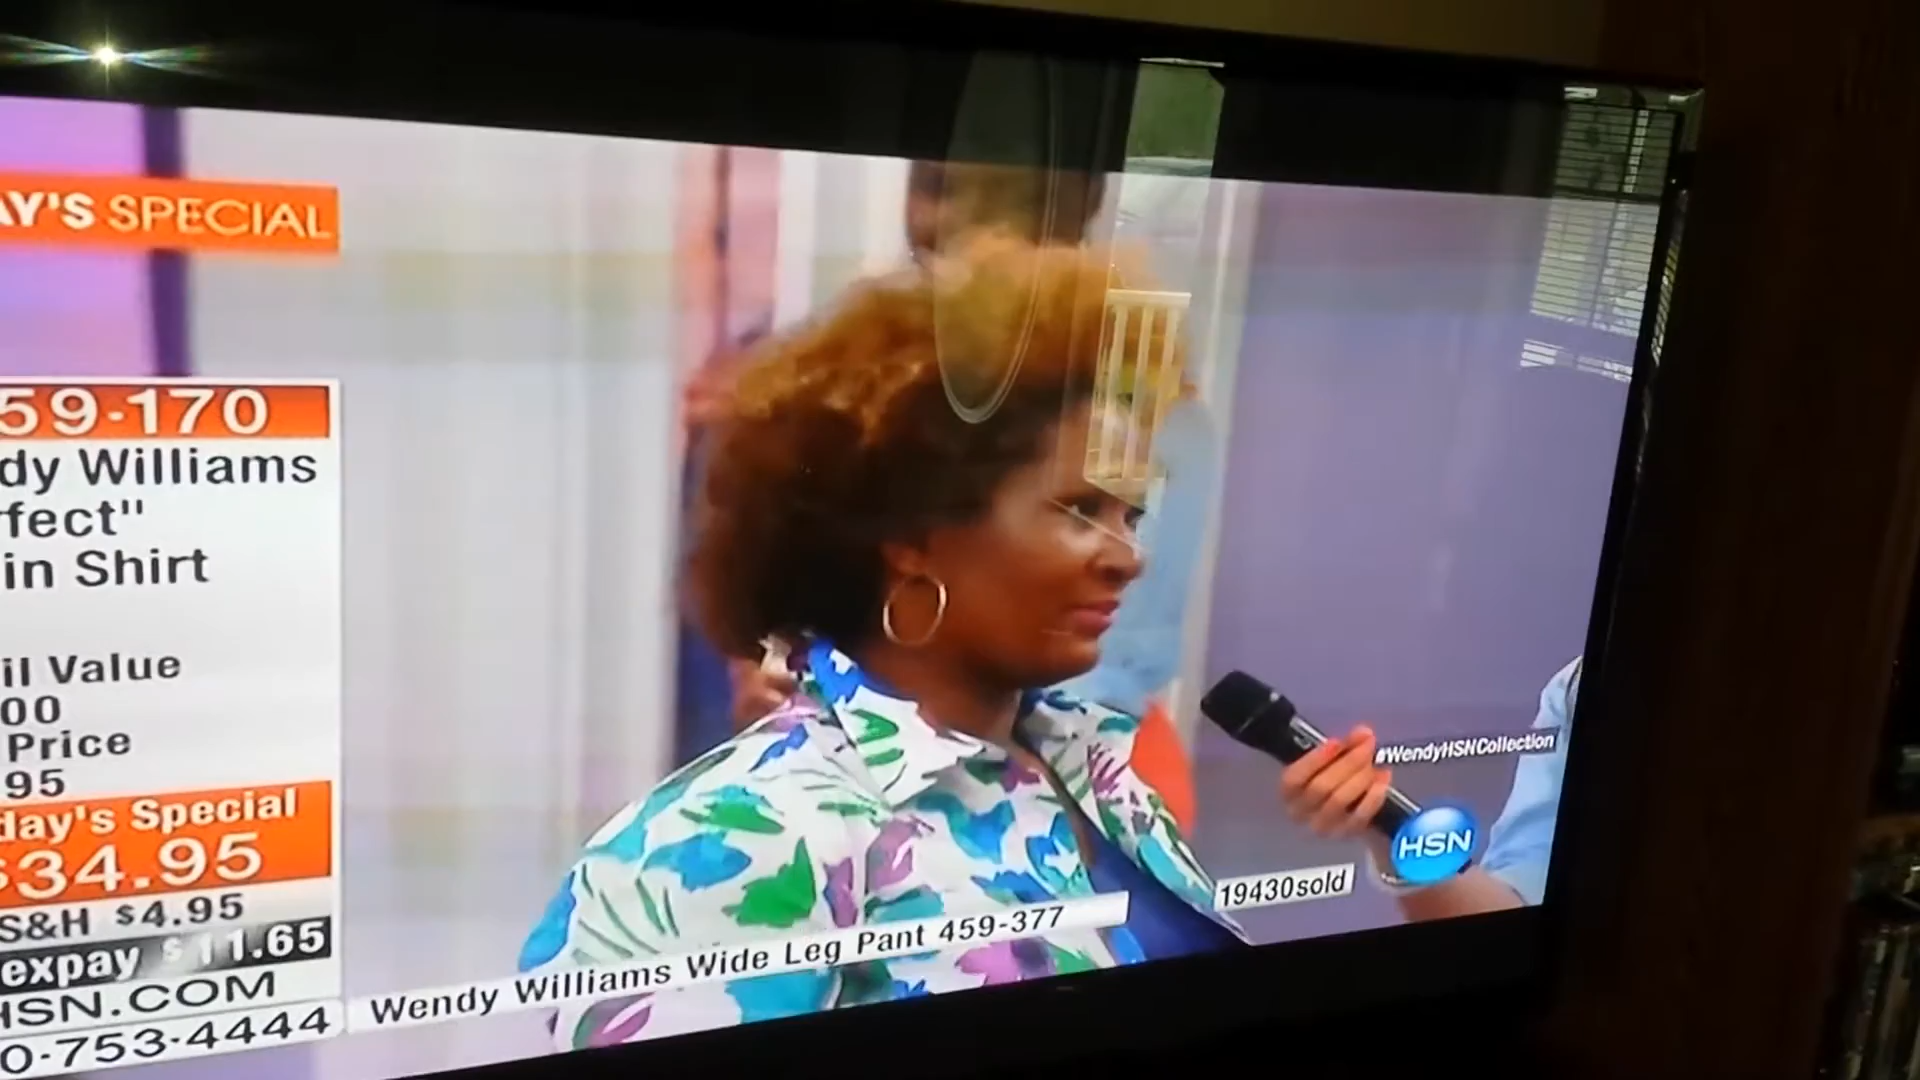 AY'S SPECIAL
59-170
dy Williams
rfect"
in Shirt
il Value
00
Price
95
day's Special
$34.95
S&H $4.95
expay $11.65
HSN.COM
0-753-4444
Wendy Williams Wide Leg Pant 459-377
19430sold
#WendyHSNCollection
HSN